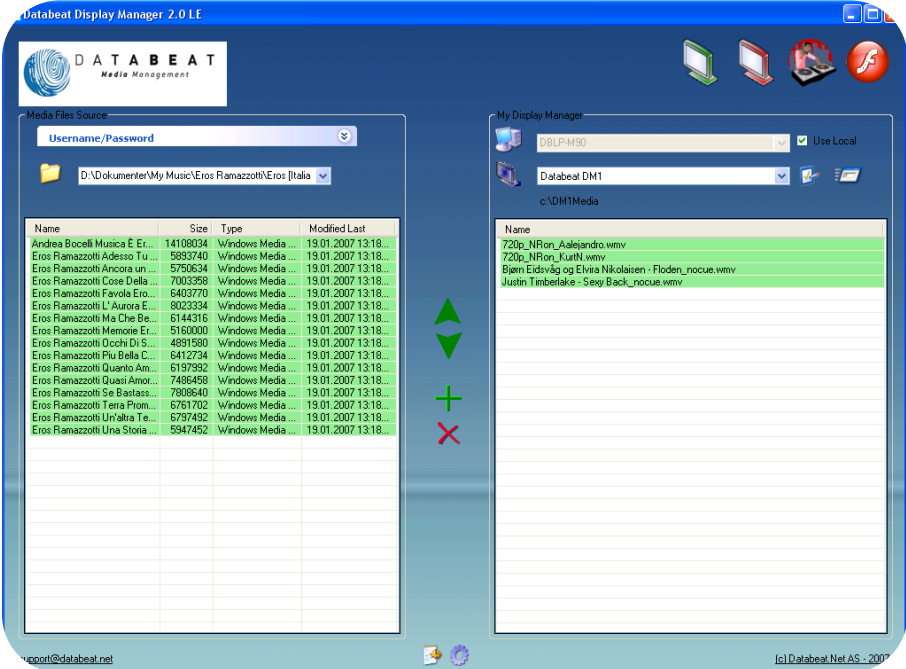 Databeat Display Manager 2.0 LE
DATABEAT
Media Management
Media Files Source
Username/Password
D:\Dokumenter\My Music\Eros Ramazzotti\Eros [Italia
Name Size Type Modified Last
Andrea Bocelli Musica È Er... 14108034 Windows Media ... 19.01.2007 13:18...
Eros Ramazzotti Adesso Tu ... 5893740 Windows Media ... 19.01.2007 13:18...
Eros Ramazzotti Ancora un ... 5750634 Windows Media ... 19.01.2007 13:18...
Eros Ramazzotti Cose Della ... 7003358 Windows Media ... 19.01.2007 13:18...
Eros Ramazzotti Favola Ero... 6403770 Windows Media ... 19.01.2007 13:18...
Eros Ramazzotti L' Aurora E... 8023334 Windows Media ... 19.01.2007 13:18...
Eros Ramazzotti Ma Che Be... 6144316 Windows Media ... 19.01.2007 13:18...
Eros Ramazzotti Memorie Er... 5160000 Windows Media ... 19.01.2007 13:18...
Eros Ramazzotti Occhi Di S... 4891580 Windows Media ... 19.01.2007 13:18...
Eros Ramazzotti Piu Bella C... 6412734 Windows Media ... 19.01.2007 13:18...
Eros Ramazzotti Quanto Am... 6197992 Windows Media ... 19.01.2007 13:18...
Eros Ramazzotti Quasi Amor... 7486458 Windows Media ... 19.01.2007 13:18...
Eros Ramazzotti Se Bastass... 7808640 Windows Media ... 19.01.2007 13:18...
Eros Ramazzotti Terra Prom... 6761702 Windows Media ... 19.01.2007 13:18...
Eros Ramazzotti Un'altra Te... 6797492 Windows Media ... 19.01.2007 13:18...
Eros Ramazzotti Una Storia ... 5947452 Windows Media ... 19.01.2007 13:18...
My Display Manager
DBLP-M90
Use Local
Databeat DM1
c:\DM1Media
Name
720p_NRon_Aalejandro.wmv
720p_NRon_KurtN.wmv
Bjørn Eidsvåg og Elvira Nikolaisen - Floden_nocue.wmv
Justin Timberlake - Sexy Back_nocue.wmv
support@databeat.net
(c) Databeat.Net AS - 2007